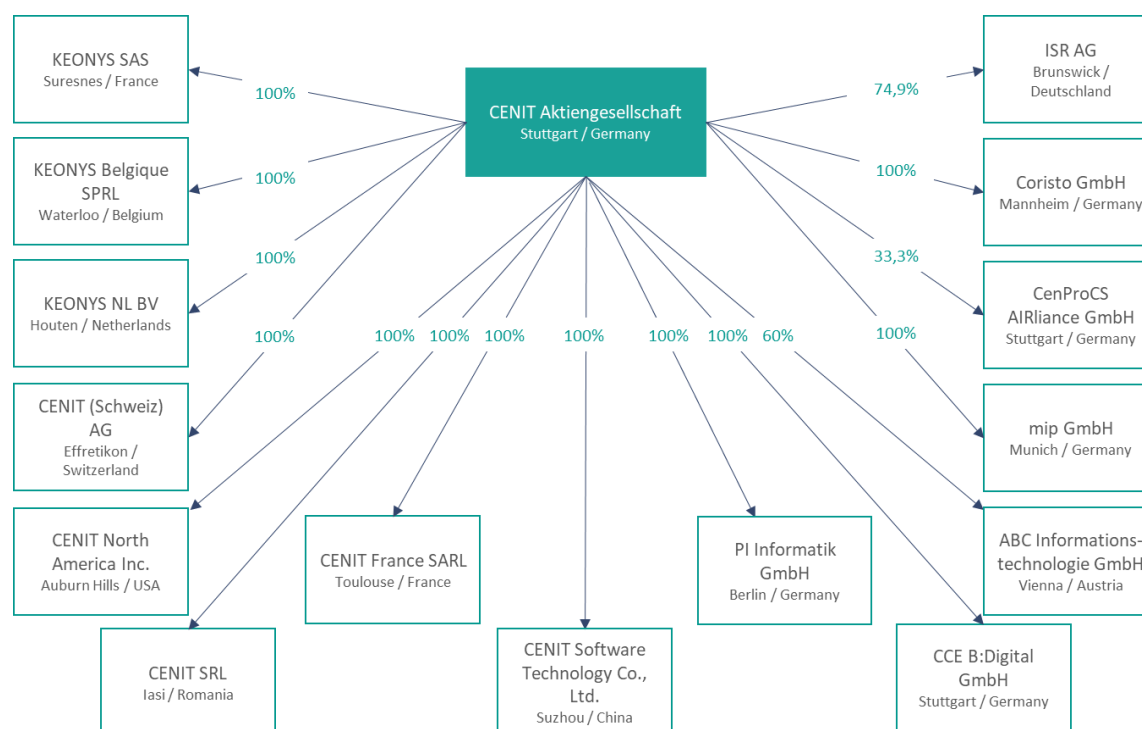 KEONYS SAS
Suresnes / France
100%
CENIT Aktiengesellschaft
Stuttgart / Germany
74,9%
ISR AG
Brunswick /
Deutschland
KEONYS Belgique
SPRL
Waterloo / Belgium
100%
100%
Coristo GmbH
Mannheim / Germany
KEONYS NL BV
Houten / Netherlands
100%
33,3%
CenProCS
AIRliance GmbH
Stuttgart / Germany
100%
100%
100%
100%
100%
100%
100%
60%
100%
CENIT (Schweiz)
AG
Effretikon /
Switzerland
mip GmbH
Munich / Germany
CENIT North
America Inc.
Auburn Hills / USA
CENIT France SARL
Toulouse / France
PI Informatik
GmbH
Berlin / Germany
ABC Informations-
technologie GmbH
Vienna / Austria
CENIT SRL
Iasi / Romania
CENIT Software
Technology Co.,
Ltd.
Suzhou / China
CCE B:Digital
GmbH
Stuttgart / Germany